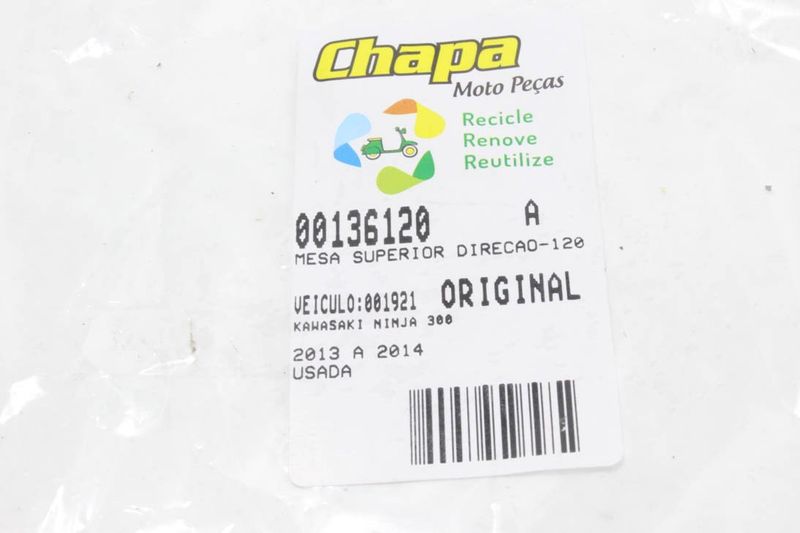 Chapa
Moto Peças
Recicle
Renove
Reutilize
00136120 A
MESA SUPERIOR DIRECAO-120
VEICULO:001921 ORIGINAL
KAWASAKI NINJA 300
2013 A 2014
USADA